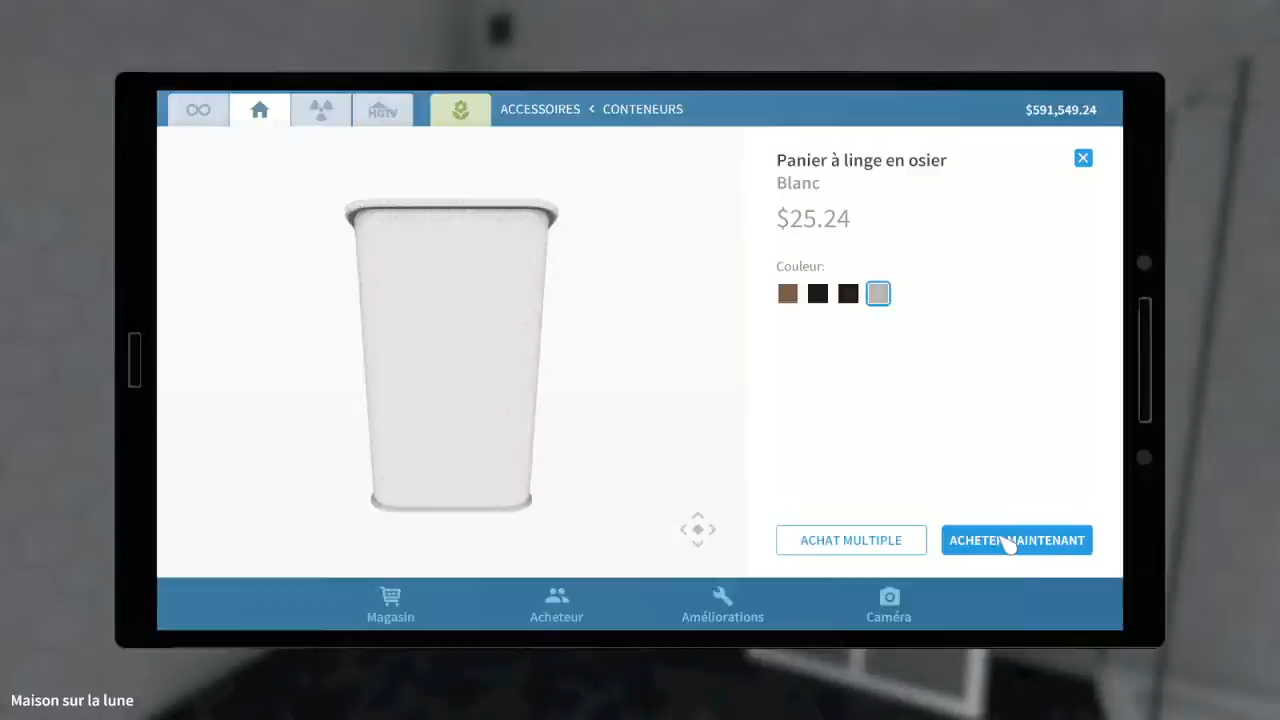 HGTV
ACCESSOIRES < CONTENEURS
$591,549.24
Panier à linge en osier
Blanc
$25.24
Couleur:
ACHAT MULTIPLE
ACHETER MAINTENANT
Magasin
Acheteur
Améliorations
Caméra
Maison sur la lune